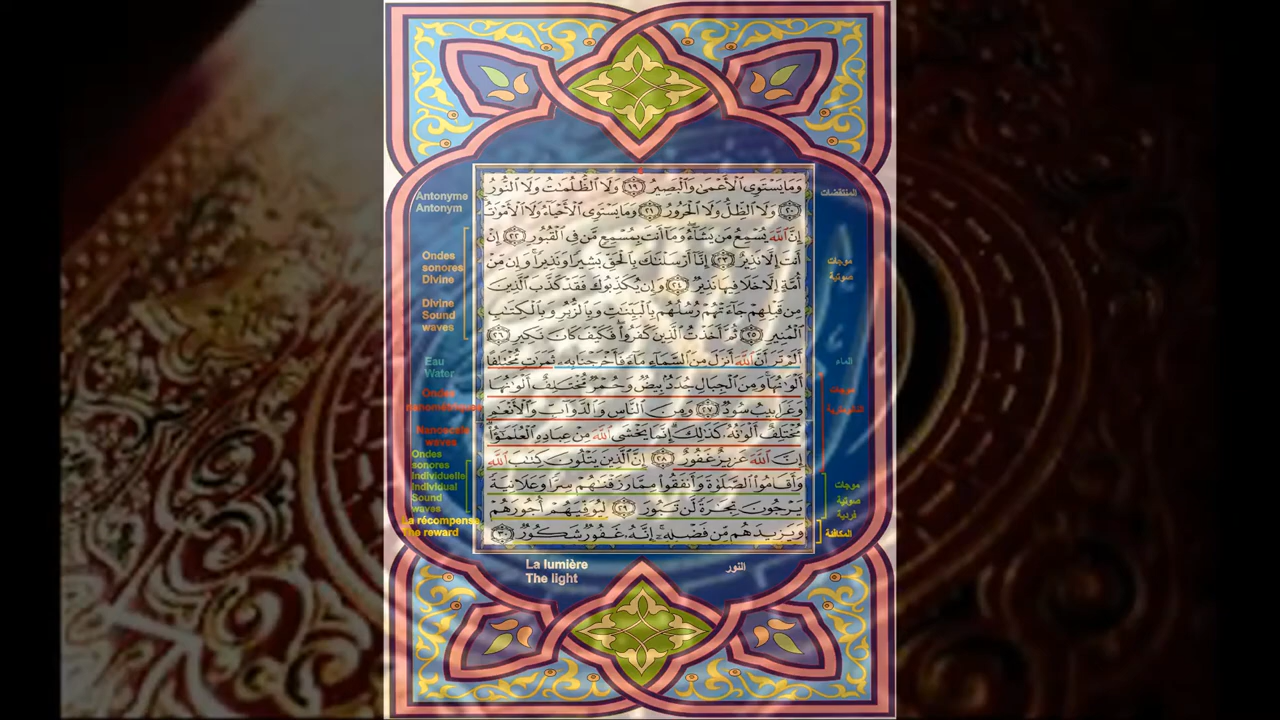 وَمَا يَسْتَوِي الْأَعْمَىٰ وَالْبَصِيرُ ١٩ وَلَا الظُّلُمَاتُ وَلَا النُّورُ
٢٠ وَلَا الظِّلُّ وَلَا الْحَرُورُ ٢١ وَمَا يَسْتَوِي الْأَحْيَاءُ وَلَا الْأَمْوَاتُ
إِنَّ اللَّهَ يُسْمِعُ مَن يَشَاءُ وَمَا أَنتَ بِمُسْمِعٍ مَّن فِي الْقُبُورِ ٢٢ إِنْ
أَنتَ إِلَّا نَذِيرٌ ٢٣ إِنَّا أَرْسَلْنَاكَ بِالْحَقِّ بَشِيرًا وَنَذِيرًا وَإِن مِّنْ
أُمَّةٍ إِلَّا خَلَا فِيهَا نَذِيرٌ ٢٤ وَإِن يُكَذِّبُوكَ فَقَدْ كَذَّبَ الَّذِينَ
مِن قَبْلِهِمْ جَاءَتْهُمْ رُسُلُهُم بِالْبَيِّنَاتِ وَبِالزُّبُرِ وَبِالْكِتَابِ
الْمُنِيرِ ٢٥ ثُمَّ أَخَذْتُ الَّذِينَ كَفَرُوا فَكَيْفَ كَانَ نَكِيرِ ٢٦
أَلَمْ تَرَ أَنَّ اللَّهَ أَنزَلَ مِنَ السَّمَاءِ مَاءً فَأَخْرَجْنَا بِهِ ثَمَرَاتٍ مُّخْتَلِفًا
أَلْوَانُهَا وَمِنَ الْجِبَالِ جُدَدٌ بِيضٌ وَحُمْرٌ مُّخْتَلِفٌ أَلْوَانُهَا
وَغَرَابِيبُ سُودٌ ٢٧ وَمِنَ النَّاسِ وَالدَّوَابِّ وَالْأَنْعَامِ
مُخْتَلِفٌ أَلْوَانُهُ كَذَٰلِكَ إِنَّمَا يَخْشَى اللَّهَ مِنْ عِبَادِهِ الْعُلَمَاءُ
إِنَّ اللَّهَ عَزِيزٌ غَفُورٌ ٢٨ إِنَّ الَّذِينَ يَتْلُونَ كِتَابَ اللَّهِ
وَأَقَامُوا الصَّلَاةَ وَأَنفَقُوا مِمَّا رَزَقْنَاهُمْ سِرًّا وَعَلَانِيَةً
يَرْجُونَ تِجَارَةً لَّن تَبُورَ ٢٩ لِيُوَفِّيَهُمْ أُجُورَهُمْ
وَيَزِيدَهُم مِّن فَضْلِهِ إِنَّهُ غَفُورٌ شَكُورٌ ٣٠
Antonyme
Antonym
Ondes
sonores
Divine
Divine
Sound
waves
Eau
Water
Ondes
nanométriques
Nanoscale
waves
Ondes
sonores
Individuelle
Individual
Sound
waves
La récompense
The reward
La lumière
The light
المتناقضات
موجات
صوتية
الماء
موجات
موجات
صوتية
فردية
المكافئة
النور